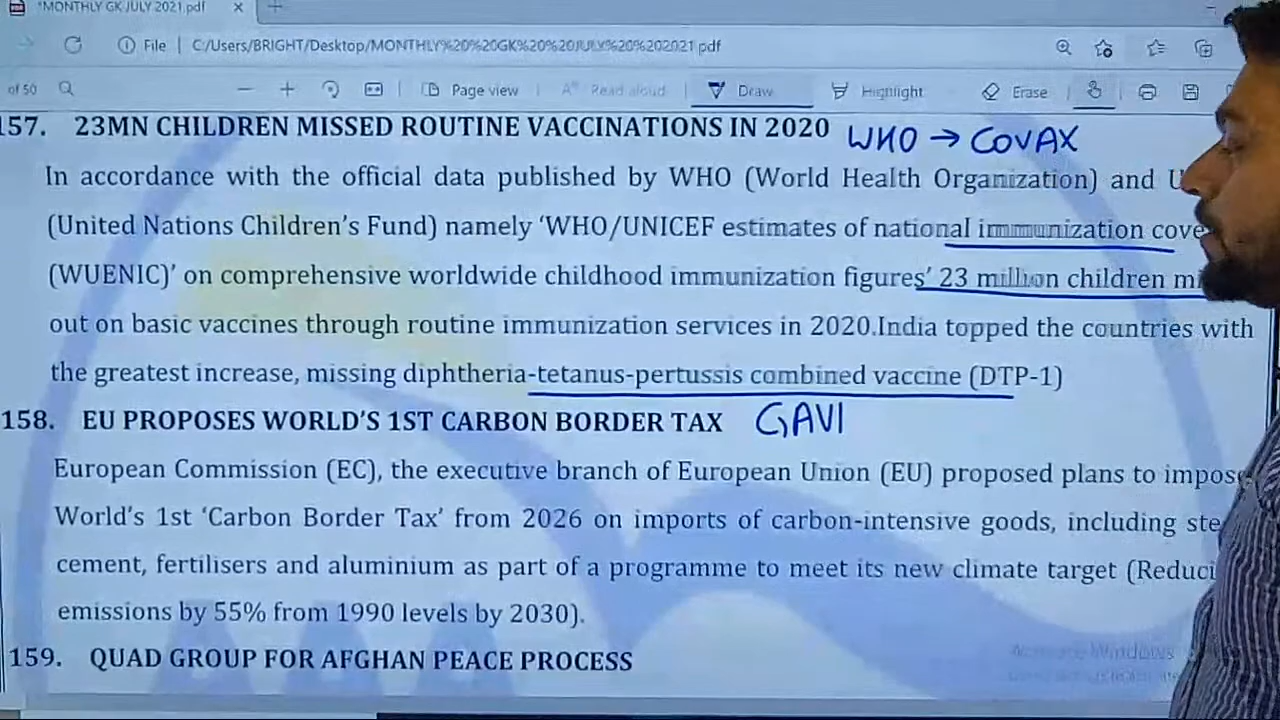 MONTHLY GK JULY 2021.pdf
File | C:/Users/BRIGHT/Desktop/MONTHLY%20%20GK%20%20JULY%20%202021.pdf
of 50 Page view Read aloud Draw Highlight Erase
157. 23MN CHILDREN MISSED ROUTINE VACCINATIONS IN 2020 WHO → COVAX
In accordance with the official data published by WHO (World Health Organization) and
(United Nations Children's Fund) namely 'WHO/UNICEF estimates of national immunization
(WUENIC)' on comprehensive worldwide childhood immunization figures' 23 million children
out on basic vaccines through routine immunization services in 2020.India topped the countries with
the greatest increase, missing diphtheria-tetanus-pertussis combined vaccine (DTP-1)
158. EU PROPOSES WORLD'S 1ST CARBON BORDER TAX GAVI
European Commission (EC), the executive branch of European Union (EU) proposed plans to impose
World's 1st 'Carbon Border Tax' from 2026 on imports of carbon-intensive goods, including
cement, fertilisers and aluminium as part of a programme to meet its new climate target
emissions by 55% from 1990 levels by 2030).
159. QUAD GROUP FOR AFGHAN PEACE PROCESS
Activate Windows